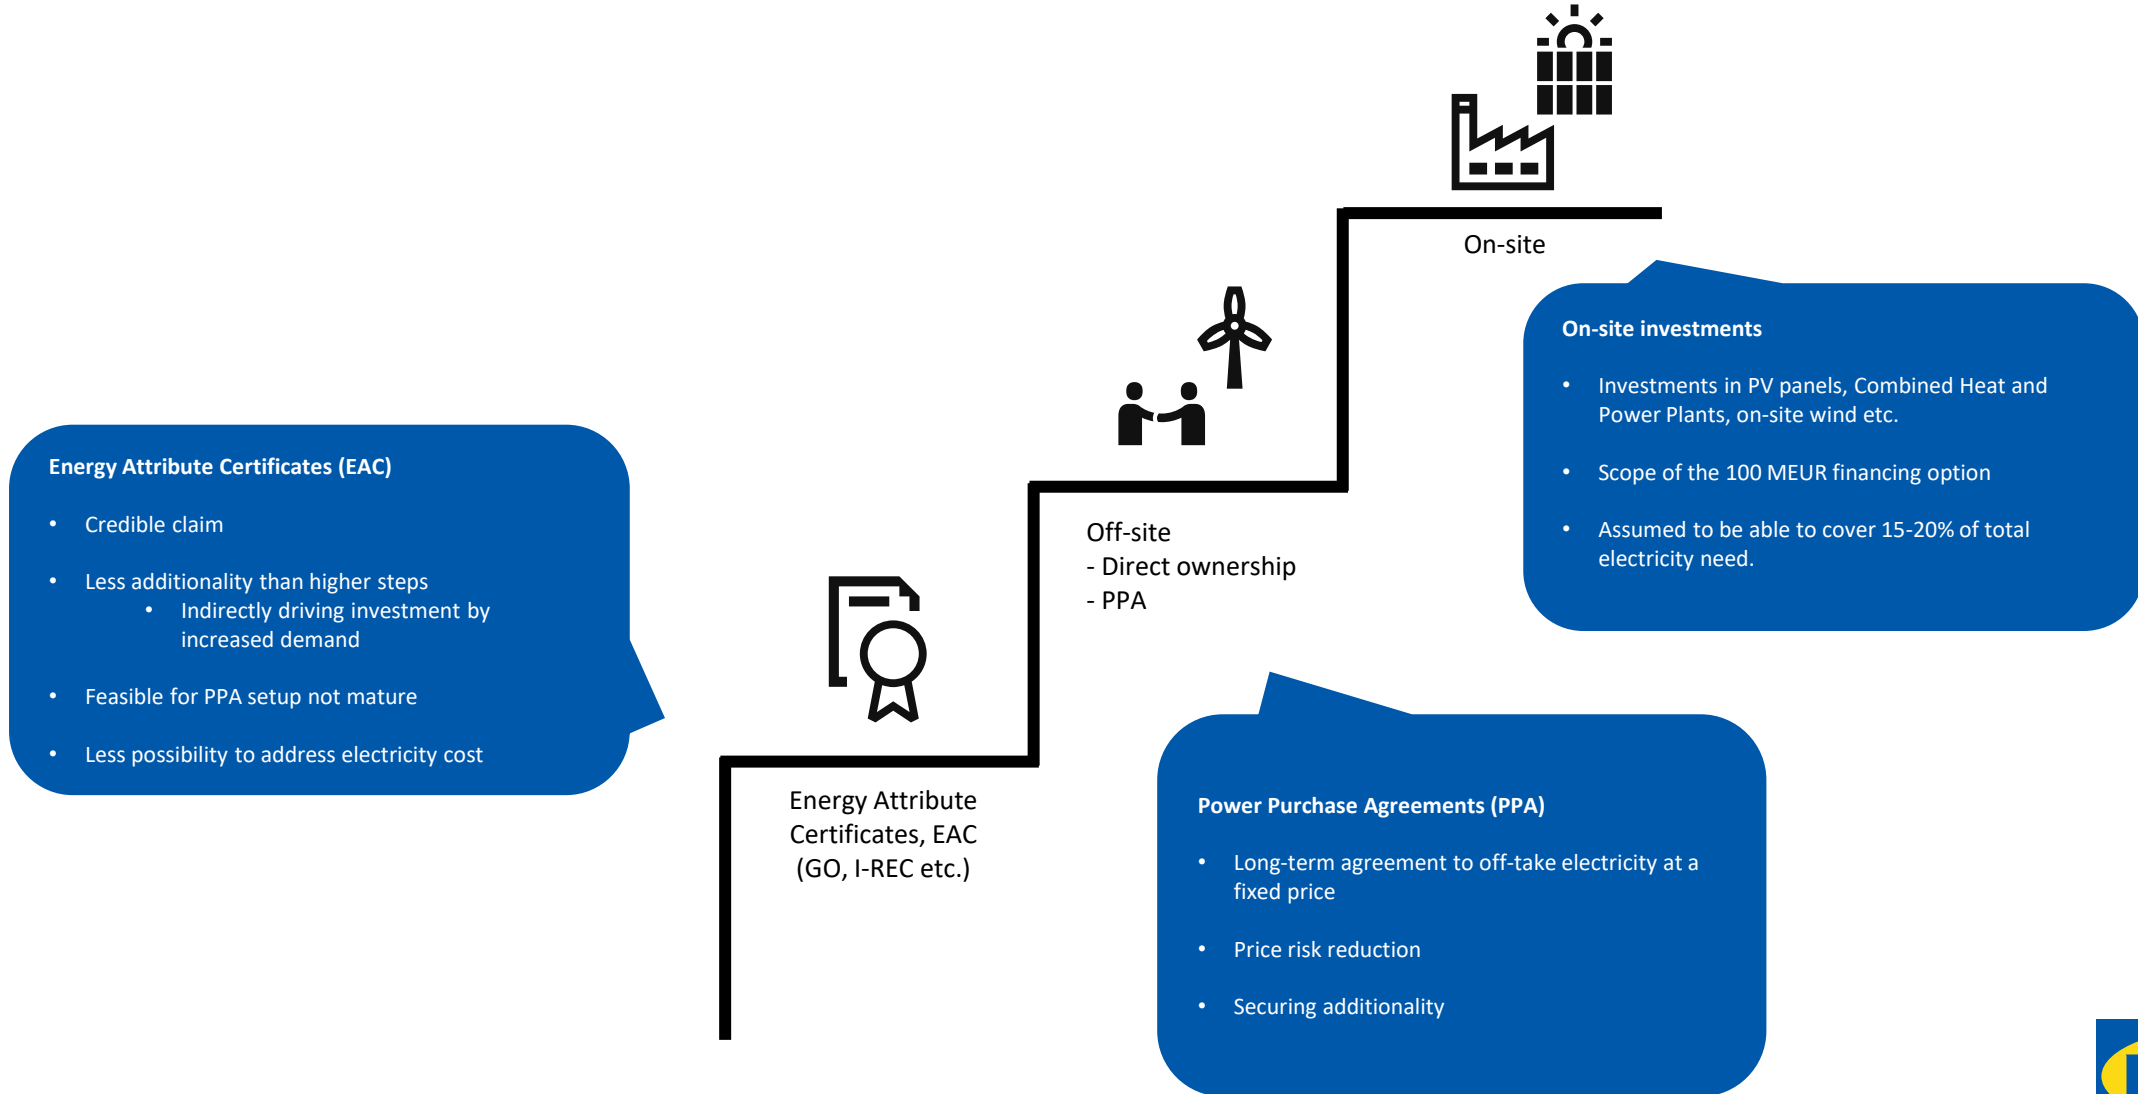 On-site
On-site investments
• Investments in PV panels, Combined Heat and
Power Plants, on-site wind etc.
• Scope of the 100 MEUR financing option
• Assumed to be able to cover 15-20% of total
electricity need.
Energy Attribute Certificates (EAC)
• Credible claim
• Less additionality than higher steps
• Indirectly driving investment by
increased demand
• Feasible for PPA setup not mature
• Less possibility to address electricity cost
Off-site
- Direct ownership
- PPA
Energy Attribute
Certificates, EAC
(GO, I-REC etc.)
Power Purchase Agreements (PPA)
• Long-term agreement to off-take electricity at a
fixed price
• Price risk reduction
• Securing additionality